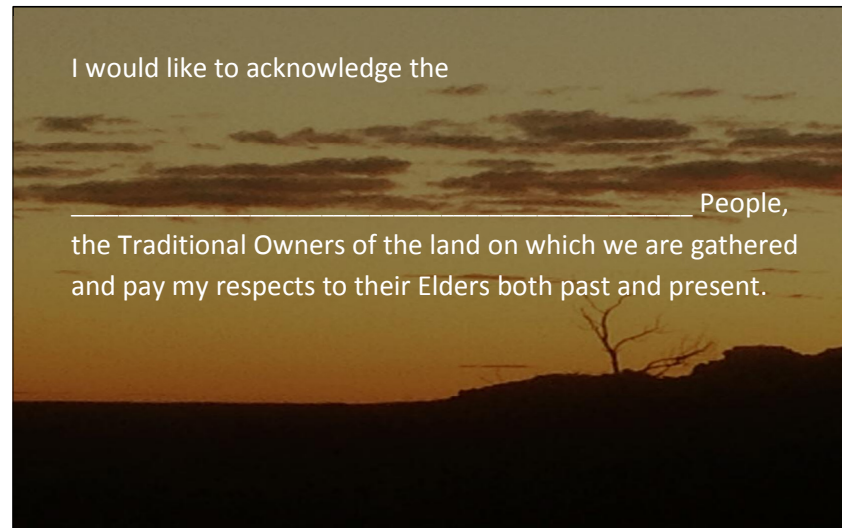 I would like to acknowledge the
_____________________________________________ People,
the Traditional Owners of the land on which we are gathered
and pay my respects to their Elders both past and present.